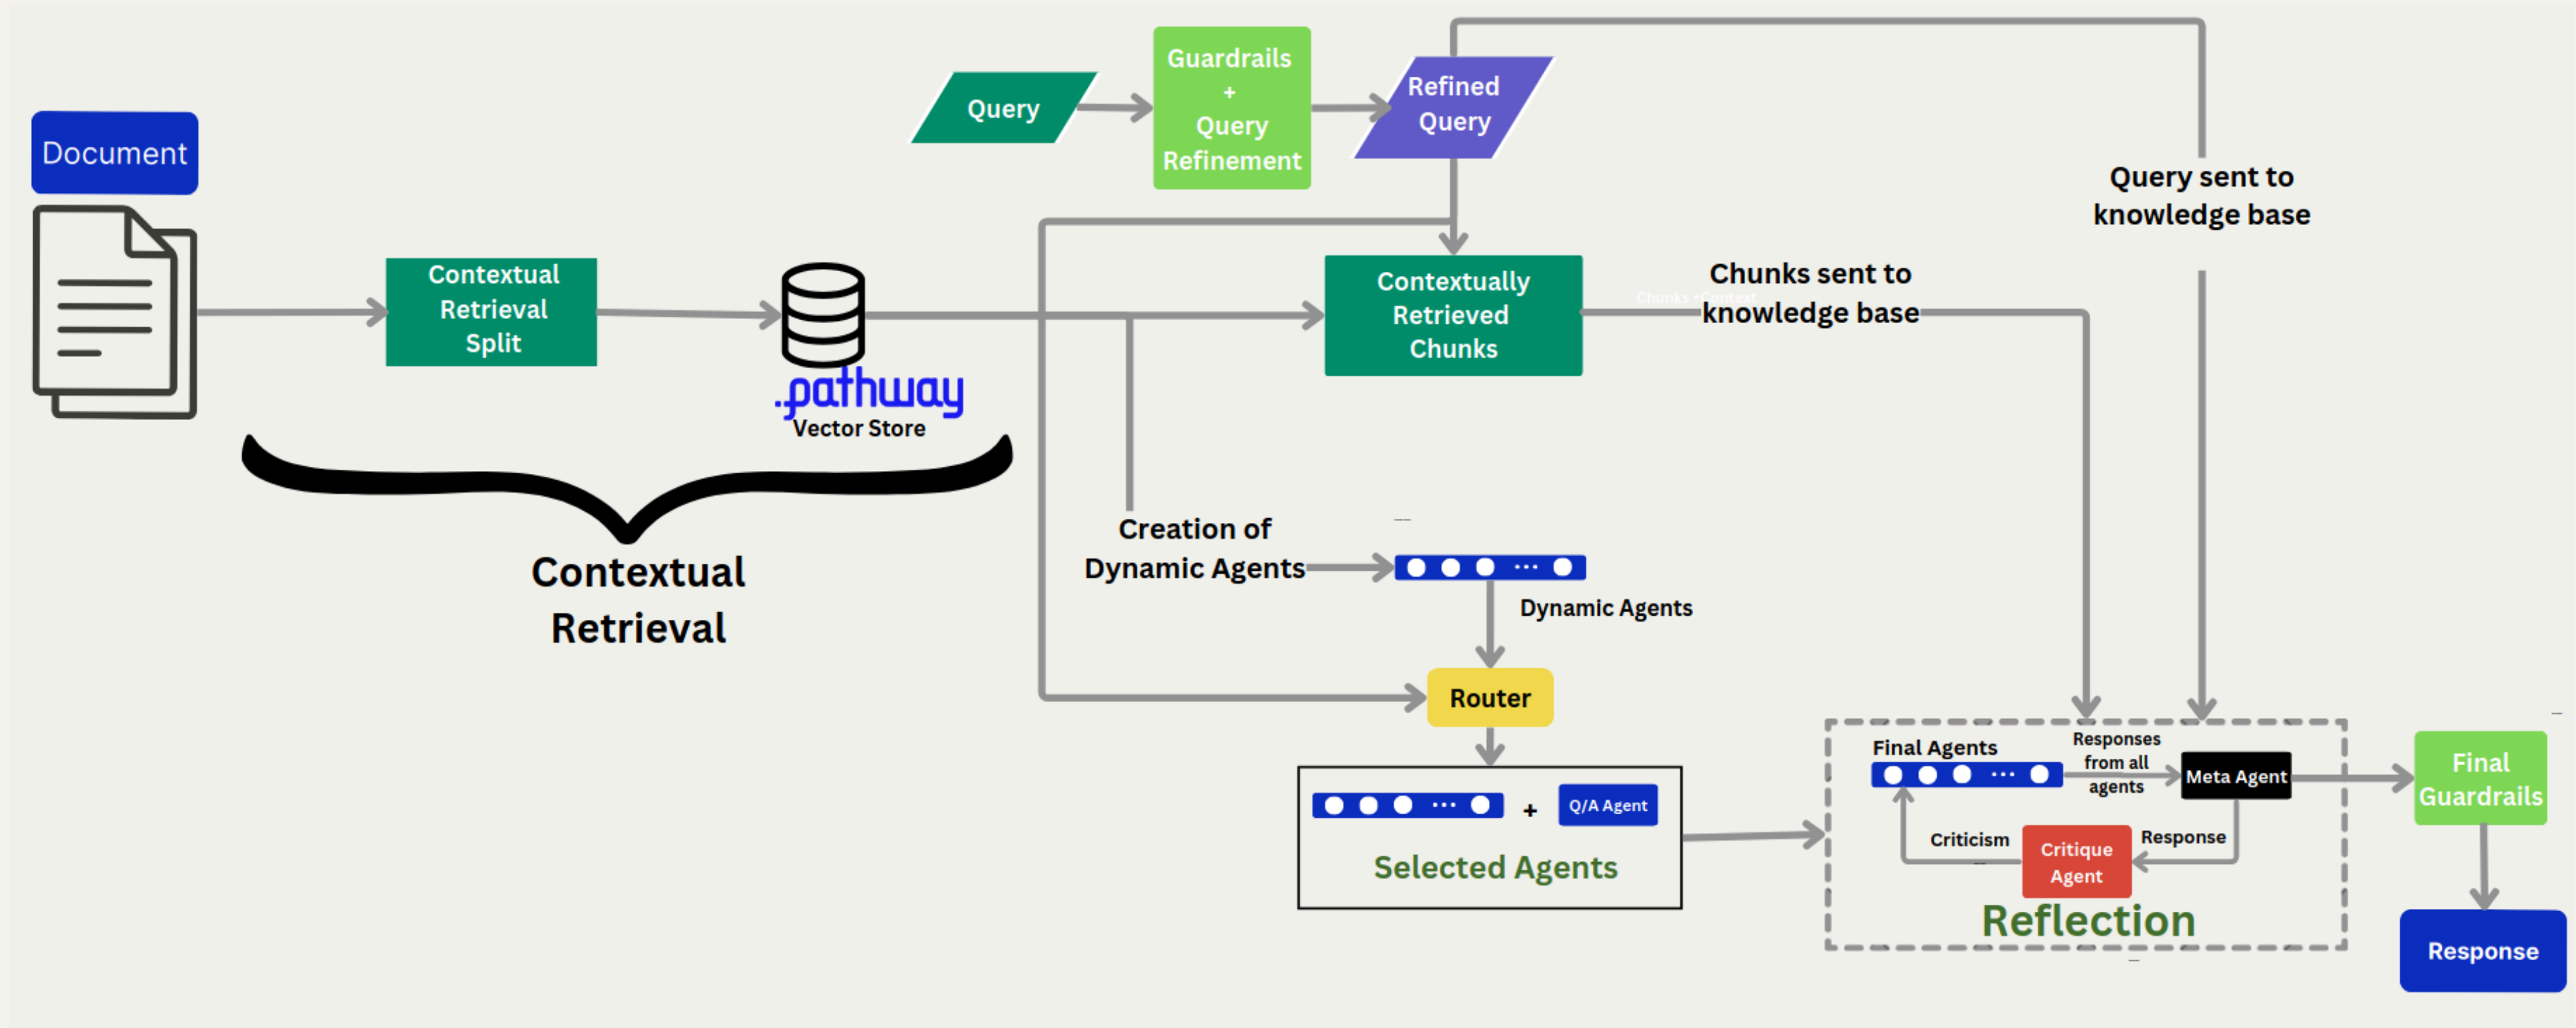 Document
Contextual
Retrieval
Split
.pathway
Vector Store
Contextual
Retrieval
Query
Guardrails
+
Query
Refinement
Refined
Query
Contextually
Retrieved
Chunks
Chunks +Context
Chunks sent to
knowledge base
Query sent to
knowledge base
Creation of
Dynamic Agents
...
Dynamic Agents
Router
...
+
Q/A Agent
Selected Agents
Final Agents
...
Responses
from all
agents
Meta Agent
Criticism
Critique
Agent
Response
Reflection
Final
Guardrails
Response